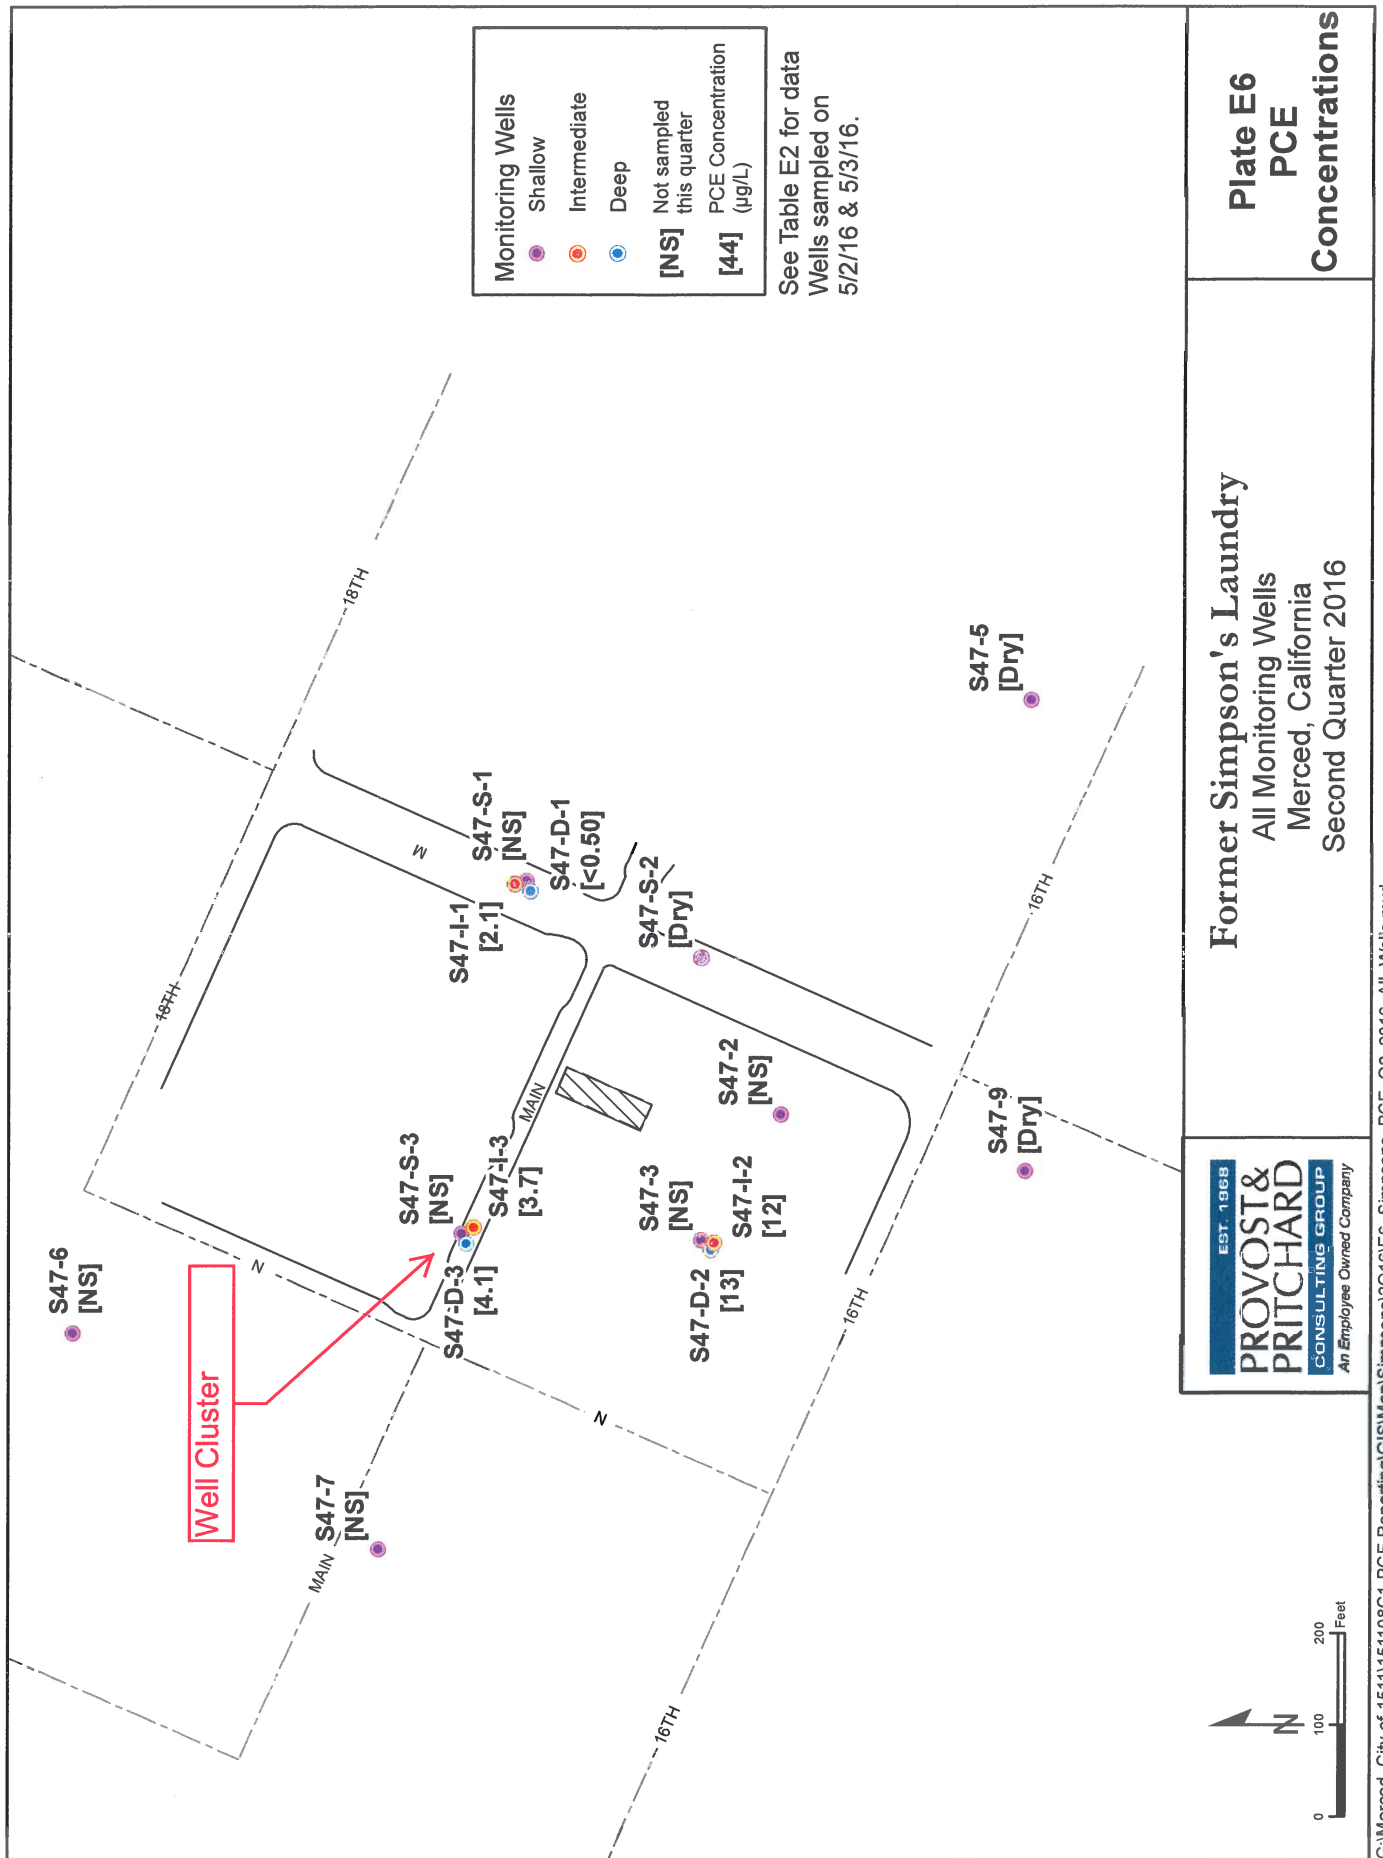 Monitoring Wells
Shallow
Intermediate
Deep
[NS] Not sampled
this quarter
[44] PCE Concentration
(µg/L)
See Table E2 for data
Wells sampled on
5/2/16 & 5/3/16.
18TH
18TH
M
N
N
MAIN
MAIN
16TH
16TH
16TH
S47-6
[NS]
S47-7
[NS]
Well Cluster
S47-S-3
[NS]
S47-I-3
[3.7]
S47-D-3
[4.1]
S47-I-1
[2.1]
S47-S-1
[NS]
S47-D-1
[<0.50]
S47-S-2
[Dry]
S47-2
[NS]
S47-3
[NS]
S47-I-2
[12]
S47-D-2
[13]
S47-5
[Dry]
S47-9
[Dry]
N
0 100 200
Feet
EST. 1968
PROVOST&
PRITCHARD
CONSULTING GROUP
An Employee Owned Company
Former Simpson's Laundry
All Monitoring Wells
Merced, California
Second Quarter 2016
Plate E6
PCE
Concentrations